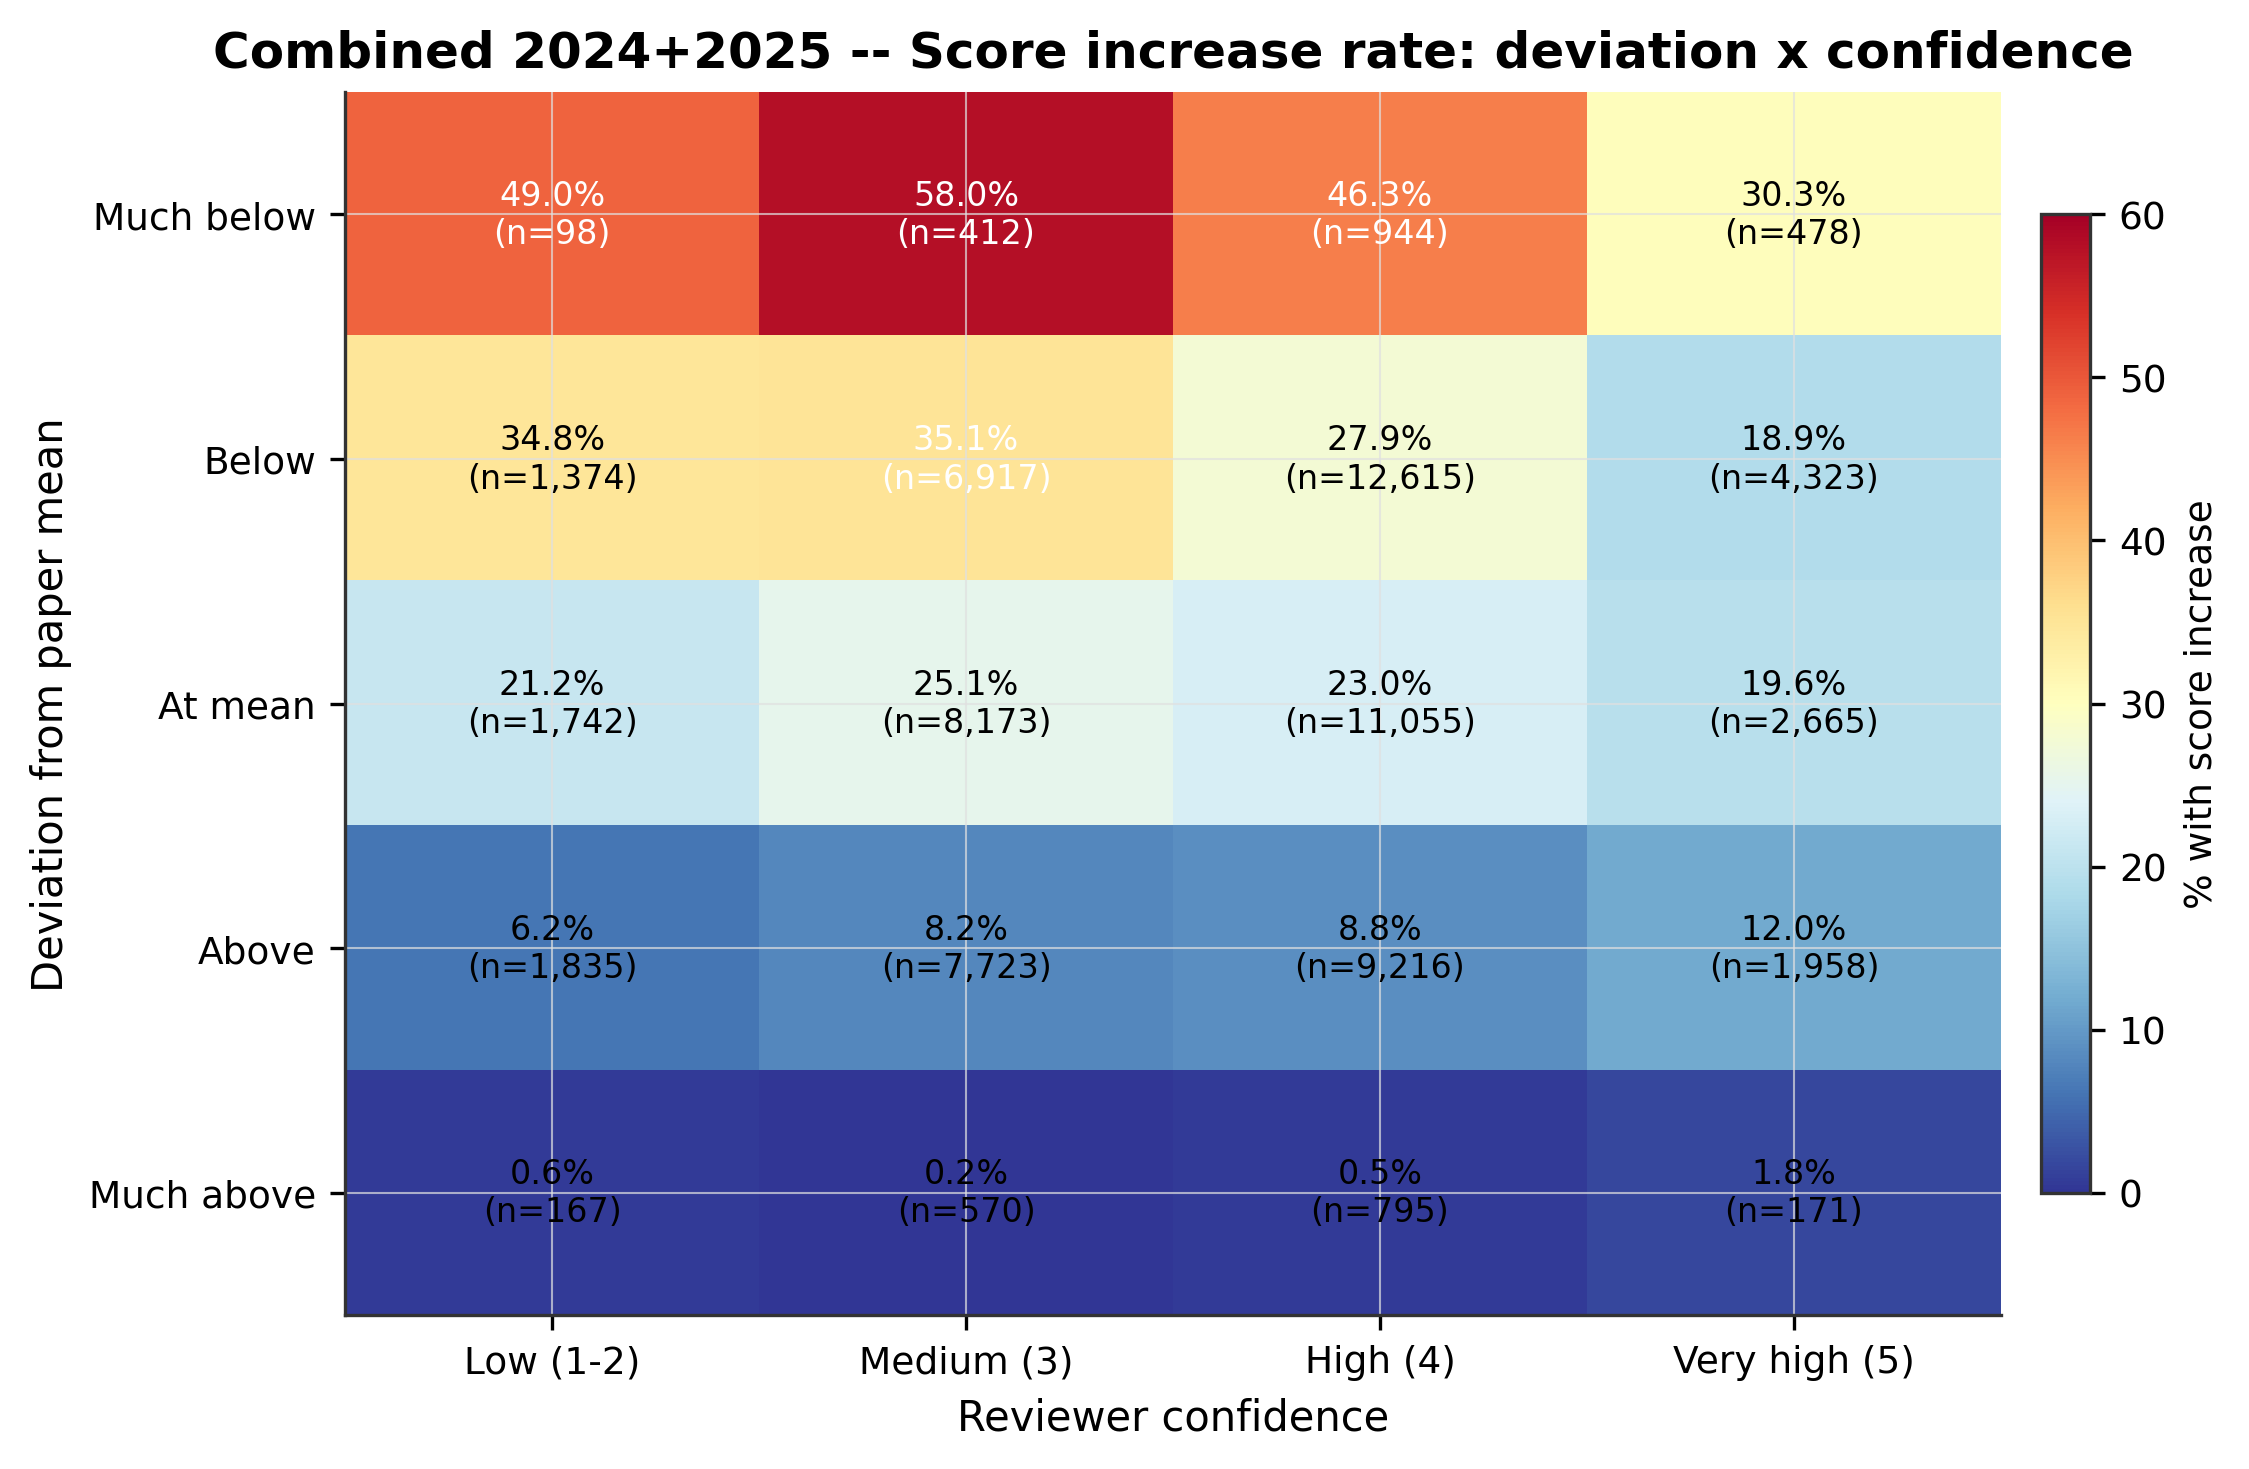 Combined 2024+2025 -- Score increase rate: deviation x confidence
Deviation from paper mean
Much below
49.0%
(n=98)
58.0%
(n=412)
46.3%
(n=944)
30.3%
(n=478)
Below
34.8%
(n=1,374)
35.1%
(n=6,917)
27.9%
(n=12,615)
18.9%
(n=4,323)
At mean
21.2%
(n=1,742)
25.1%
(n=8,173)
23.0%
(n=11,055)
19.6%
(n=2,665)
Above
6.2%
(n=1,835)
8.2%
(n=7,723)
8.8%
(n=9,216)
12.0%
(n=1,958)
Much above
0.6%
(n=167)
0.2%
(n=570)
0.5%
(n=795)
1.8%
(n=171)
Low (1-2)
Medium (3)
High (4)
Very high (5)
Reviewer confidence
60
50
40
30
20
10
0
% with score increase